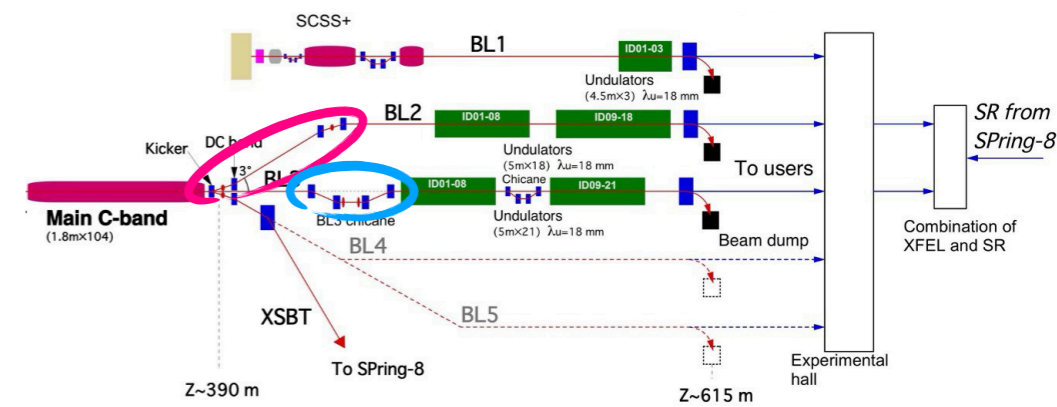 SCSS+
BL1
ID01-03
Undulators
(4.5m×3) λu=18 mm
SR from
SPring-8
BL2
ID01-08
ID09-18
Kicker
DC bend
3°
Undulators
(5m×18) λu=18 mm
To users
Chicane
ID01-08
ID09-21
Main C-band
(1.8m×104)
BL3 chicane
Undulators
(5m×21) λu=18 mm
Beam dump
Combination of
XFEL and SR
BL4
XSBT
BL5
To SPring-8
Experimental
hall
Z~390 m
Z~615 m